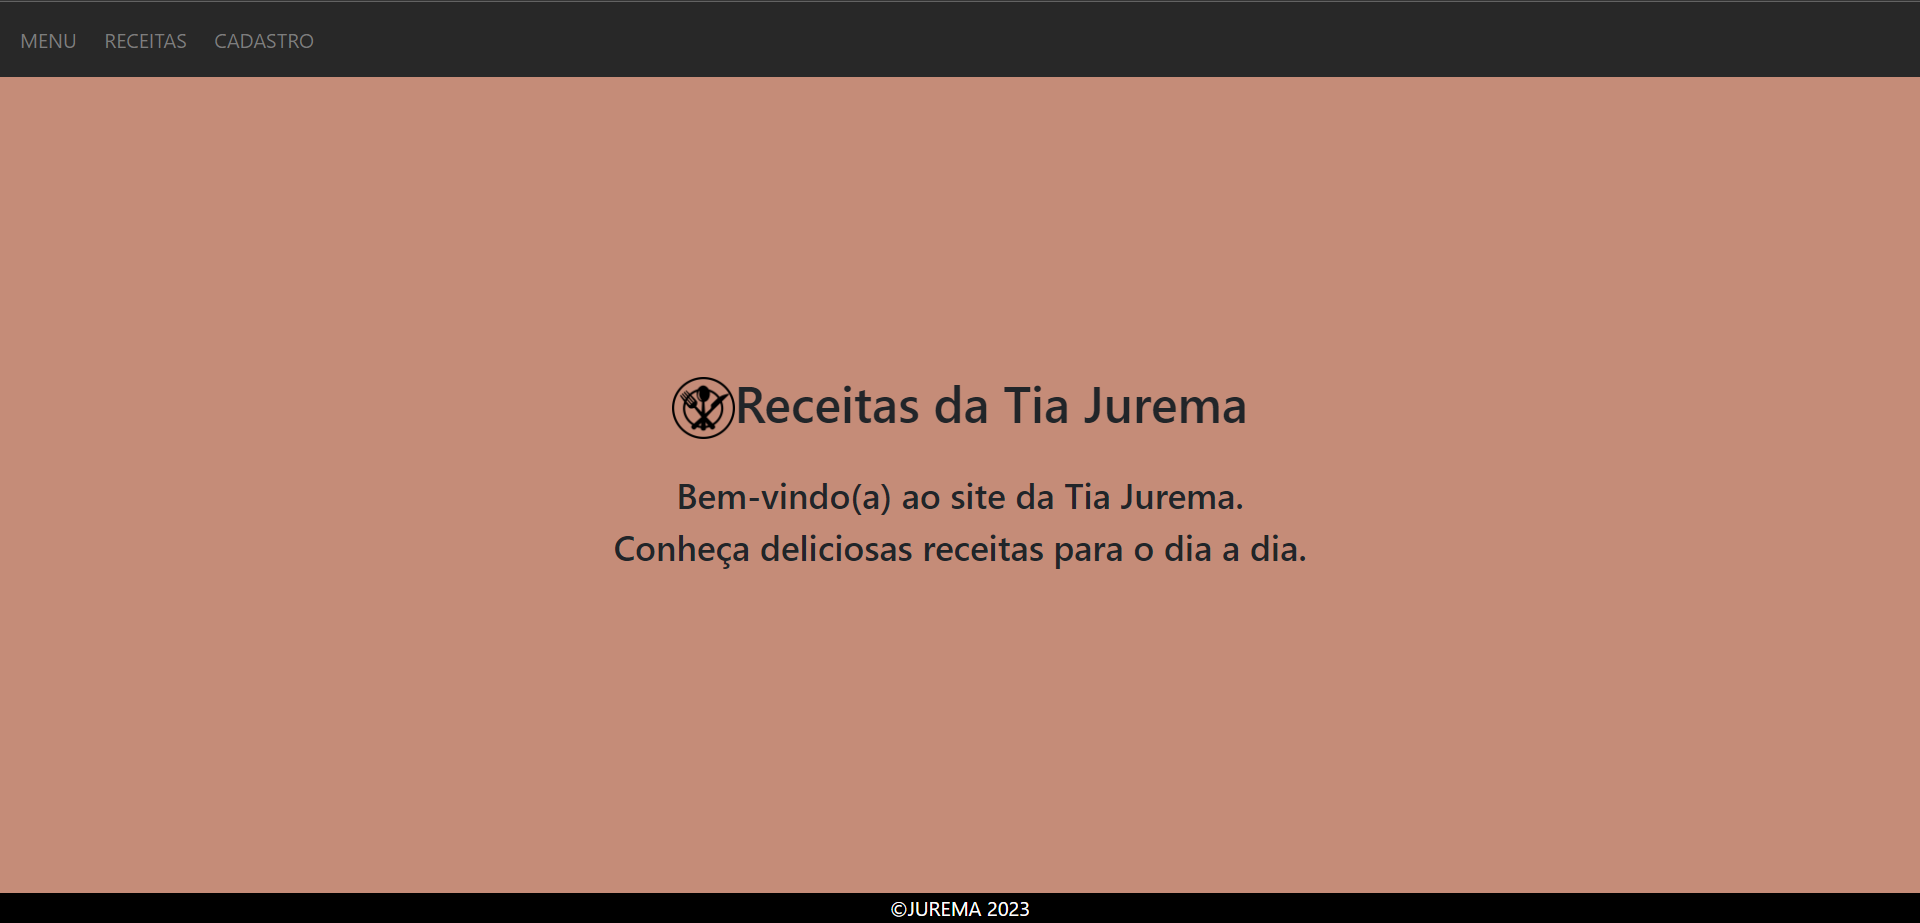 MENU RECEITAS CADASTRO
Receitas da Tia Jurema
Bem-vindo(a) ao site da Tia Jurema.
Conheça deliciosas receitas para o dia a dia.
©JUREMA 2023